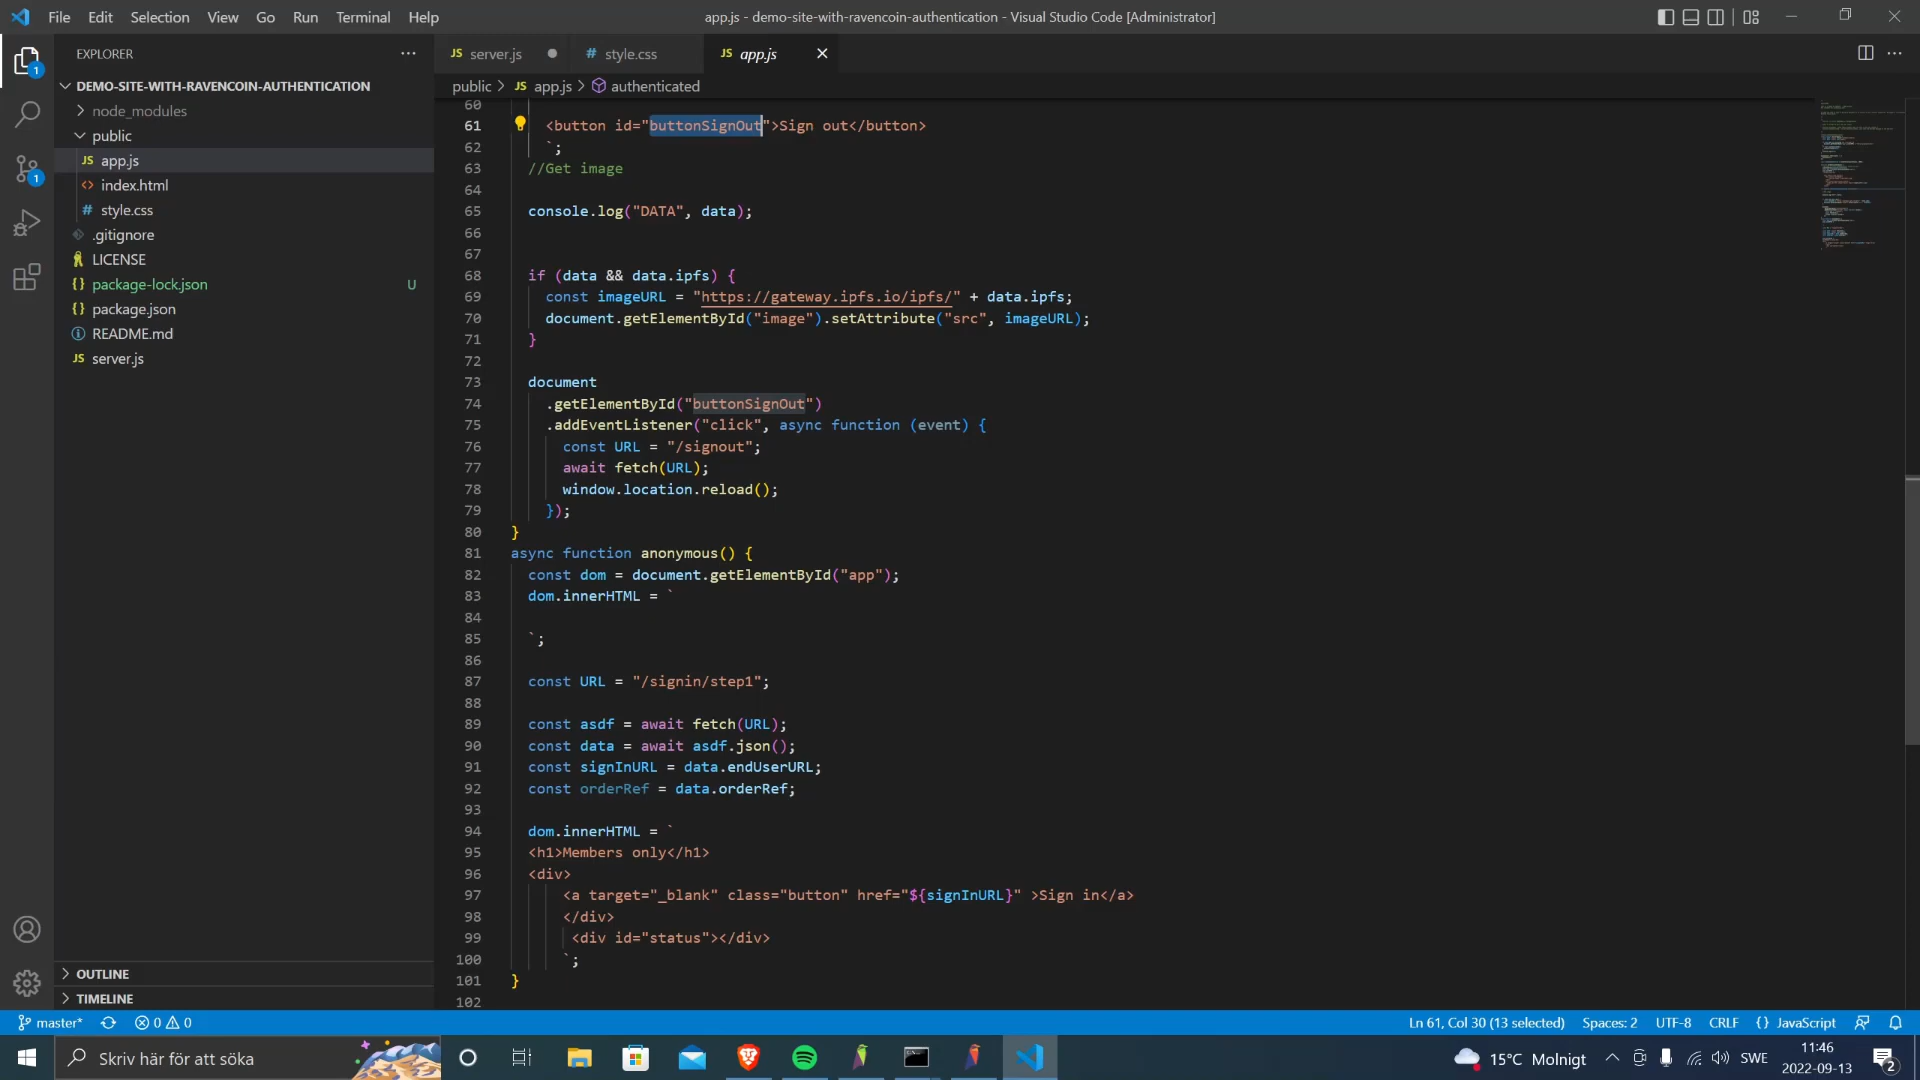 File Edit Selection View Go Run Terminal Help
app.js - demo-site-with-ravencoin-authentication - Visual Studio Code [Administrator]
EXPLORER
JS server.js
# style.css
JS app.js
DEMO-SITE-WITH-RAVENCOIN-AUTHENTICATION
public > JS app.js > authenticated
node_modules
public
JS app.js
index.html
# style.css
.gitignore
LICENSE
{} package-lock.json U
{} package.json
README.md
JS server.js
OUTLINE
TIMELINE
1
1
60
61 <button id="buttonSignOut">Sign out</button>
62 `;
63 //Get image
64
65 console.log("DATA", data);
66
67
68 if (data && data.ipfs) {
69 const imageURL = "https://gateway.ipfs.io/ipfs/" + data.ipfs;
70 document.getElementById("image").setAttribute("src", imageURL);
71 }
72
73 document
74 .getElementById("buttonSignOut")
75 .addEventListener("click", async function (event) {
76 const URL = "/signout";
77 await fetch(URL);
78 window.location.reload();
79 });
80 }
81 async function anonymous() {
82 const dom = document.getElementById("app");
83 dom.innerHTML = `
84
85 `;
86
87 const URL = "/signin/step1";
88
89 const asdf = await fetch(URL);
90 const data = await asdf.json();
91 const signInURL = data.endUserURL;
92 const orderRef = data.orderRef;
93
94 dom.innerHTML = `
95 <h1>Members only</h1>
96 <div>
97 <a target="_blank" class="button" href="${signInURL}" >Sign in</a>
98 </div>
99 <div id="status"></div>
100 `;
101 }
102
master* 0 0
Ln 61, Col 30 (13 selected) Spaces: 2 UTF-8 CRLF {} JavaScript
Skriv här för att söka
15°C Molnigt
SWE
11:46
2022-09-13
2